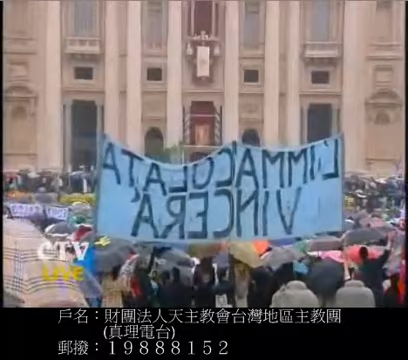 L'IMMACOLATA
VINCERÀ
CTV
LIVE
戶名：財團法人天主教會台灣地區主教團
(真理電台)
郵撥：１９８８８１５２